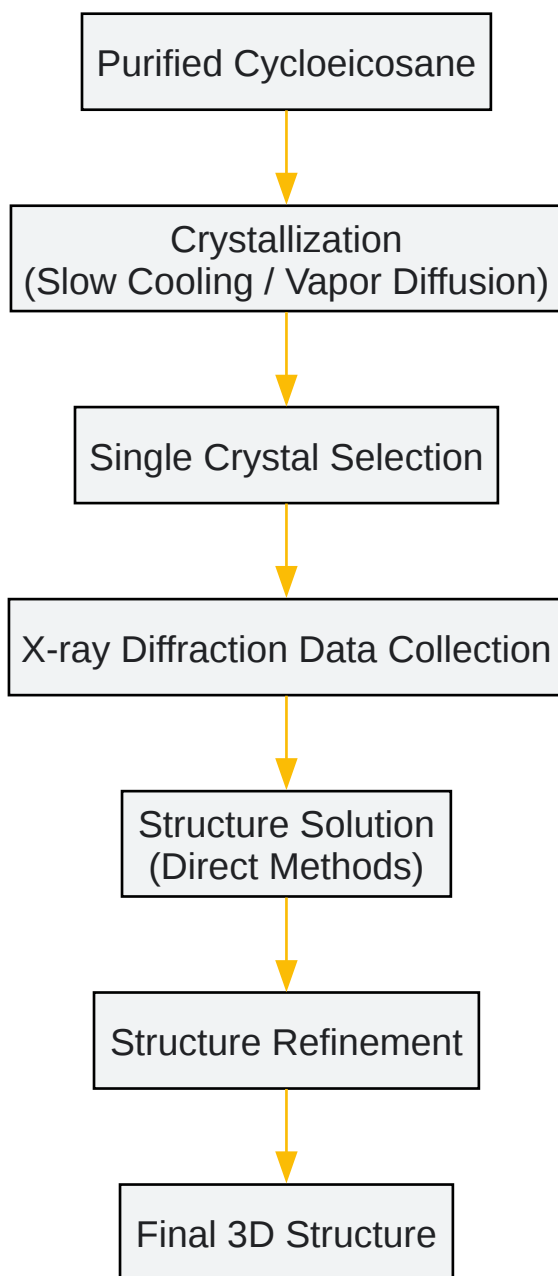 Purified Cycloeicosane
Crystallization
(Slow Cooling / Vapor Diffusion)
Single Crystal Selection
X-ray Diffraction Data Collection
Structure Solution
(Direct Methods)
Structure Refinement
Final 3D Structure